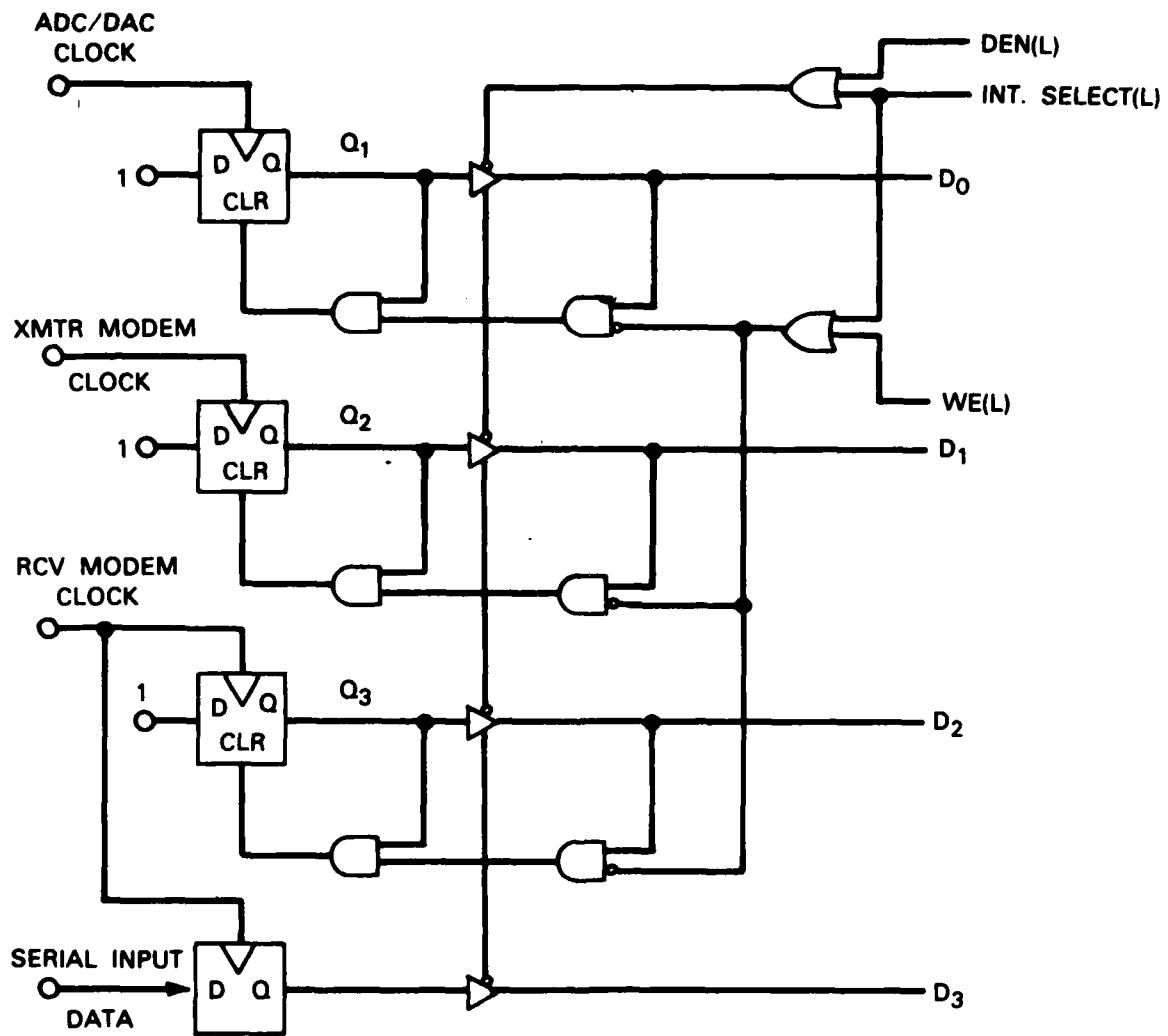 ADC/DAC
CLOCK
DEN(L)
INT. SELECT(L)
Q1
1
D Q
CLR
D0
XMTR MODEM
CLOCK
WE(L)
Q2
1
D Q
CLR
D1
RCV MODEM
CLOCK
Q3
1
D Q
CLR
D2
SERIAL INPUT
DATA
D Q
D3